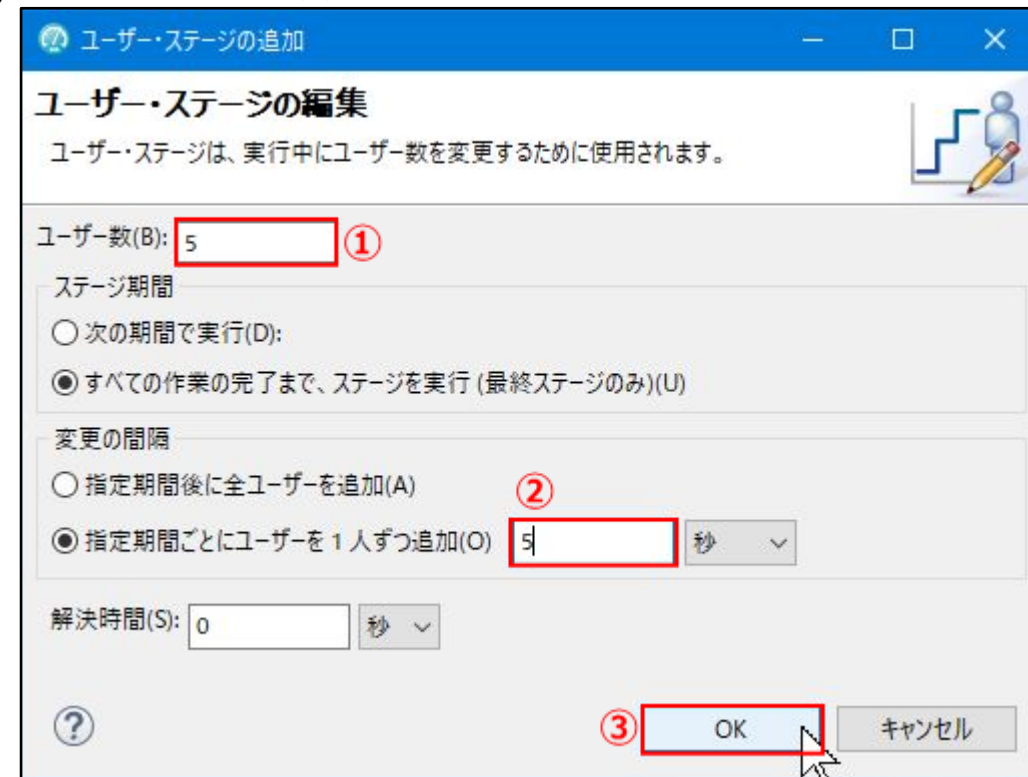 ユーザー・ステージの追加
ユーザー・ステージの編集
ユーザー・ステージは、実行中にユーザー数を変更するために使用されます。
ユーザー数(B): 5 ①
ステージ期間
次の期間で実行(D):
すべての作業の完了まで、ステージを実行 (最終ステージのみ)(U)
変更の間隔
指定期間後に全ユーザーを追加(A)
②
指定期間ごとにユーザーを 1 人ずつ追加(O) 5 秒
解決時間(S): 0 秒
? ③ OK キャンセル